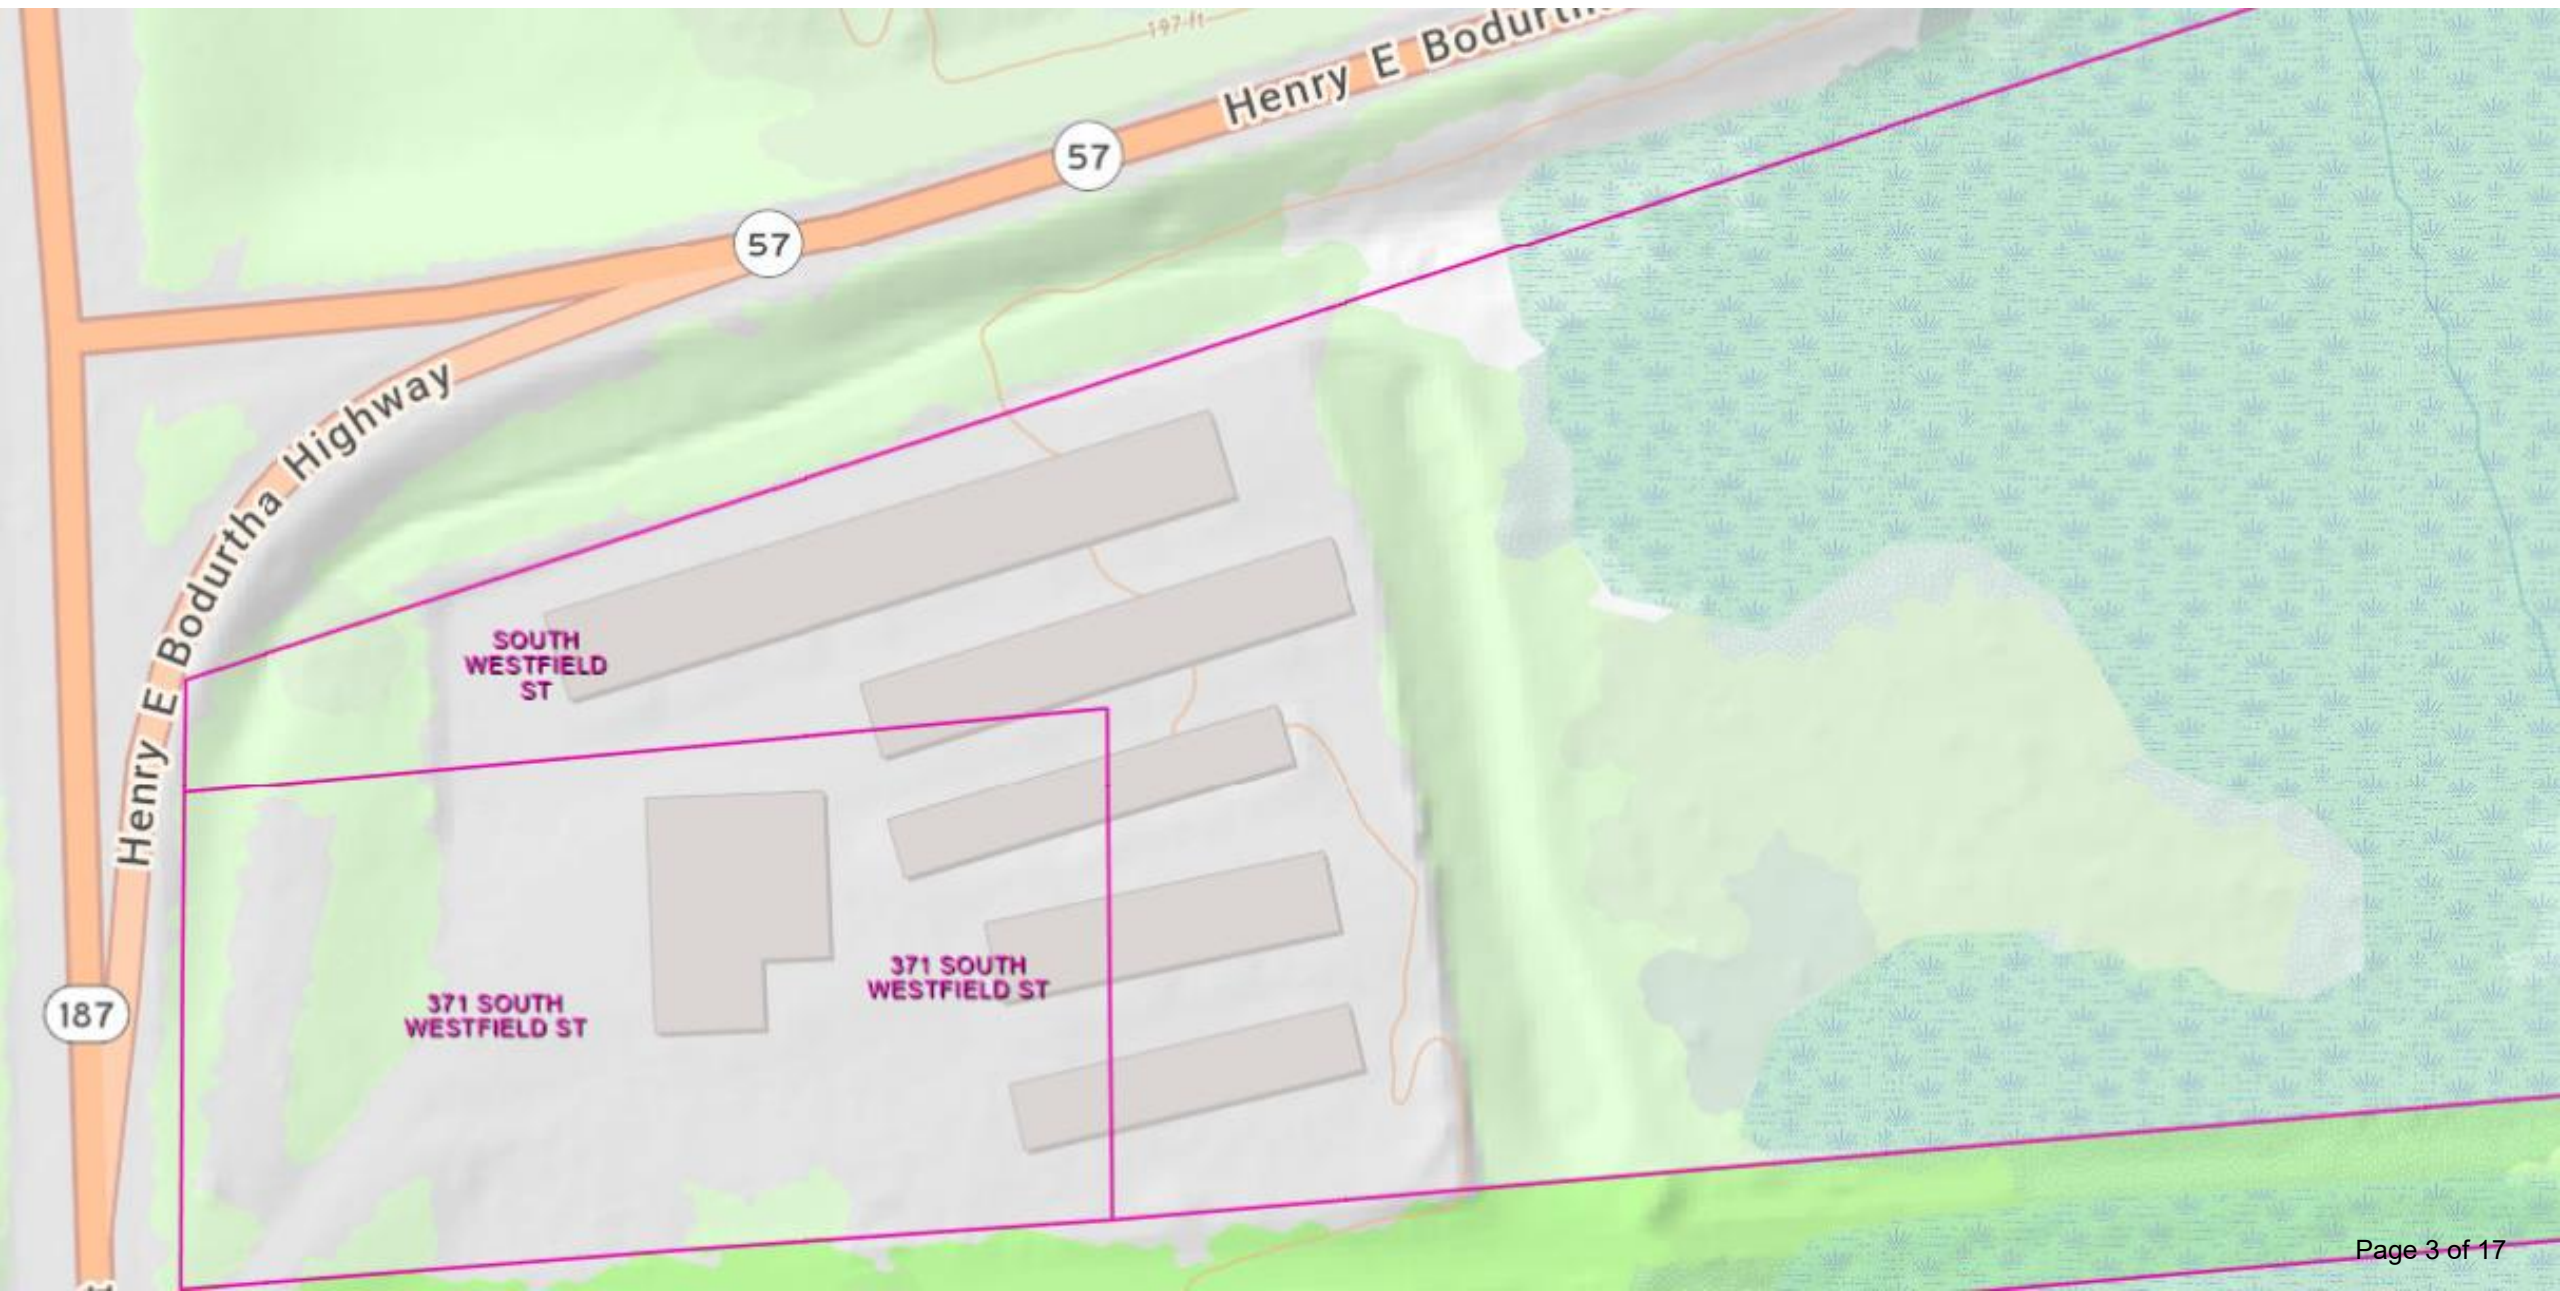 197 ft
Henry E Bodurtha
57
57
Henry E Bodurtha Highway
SOUTH
WESTFIELD
ST
371 SOUTH
WESTFIELD ST
371 SOUTH
WESTFIELD ST
187
Page 3 of 17